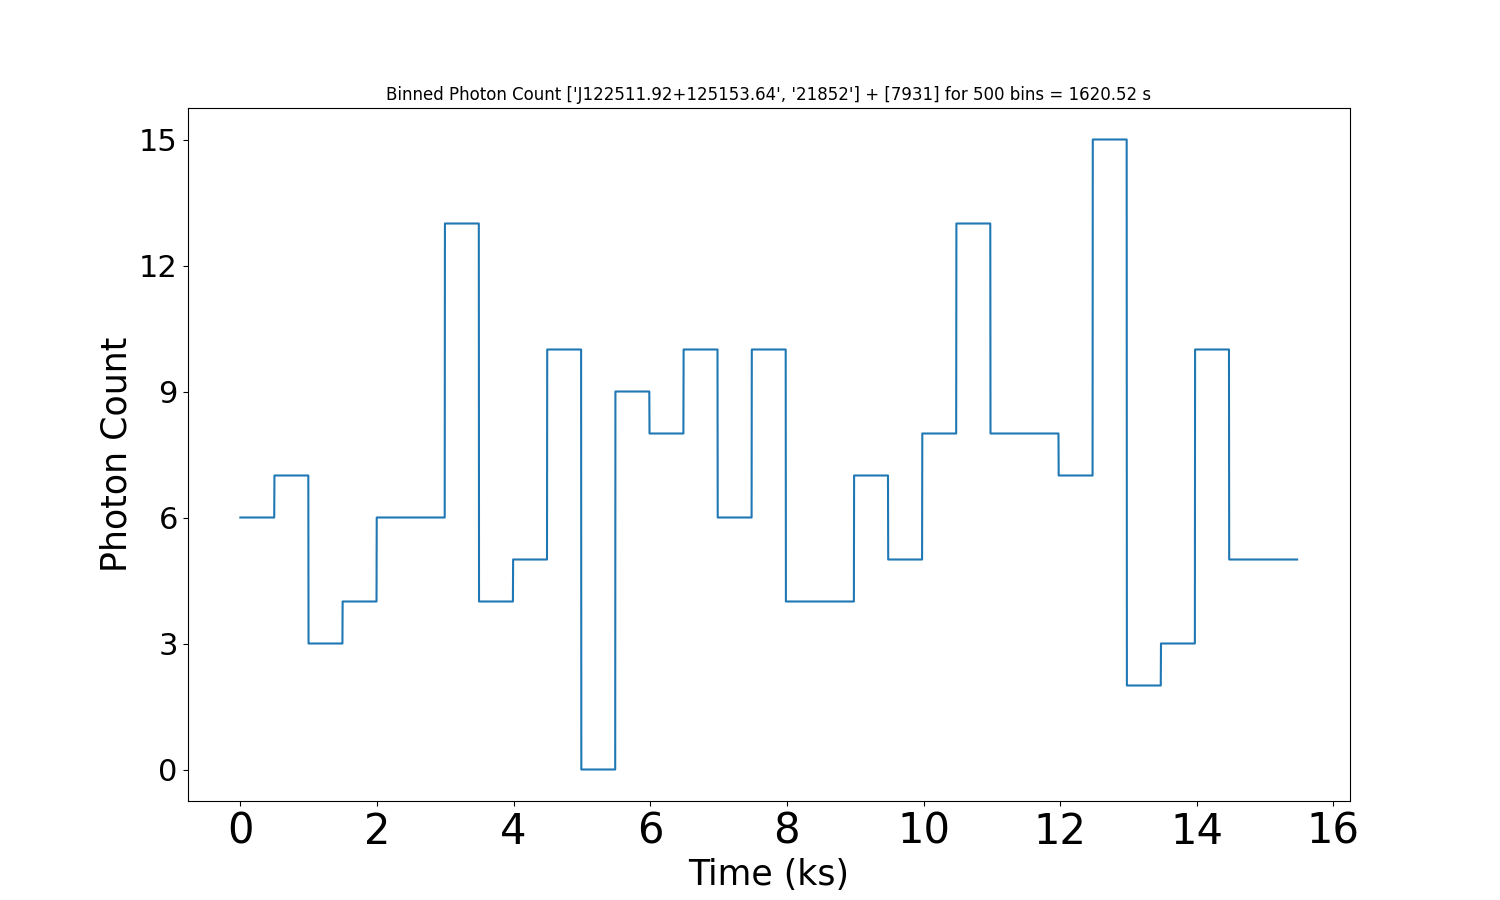 Binned Photon Count ['J122511.92+125153.64', '21852'] + [7931] for 500 bins = 1620.52 s
15
12
9
6
3
0
Photon Count
0 2 4 6 8 10 12 14 16
Time (ks)